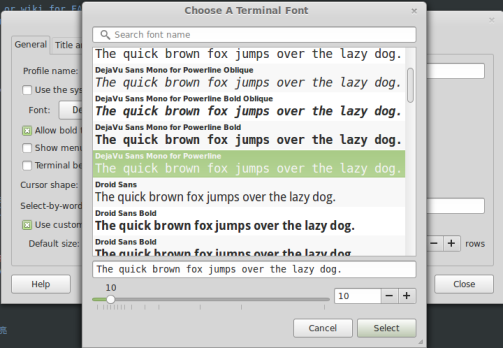 or wiki for FA
Choose A Terminal Font
Search font name
The quick brown fox jumps over the lazy dog.
DejaVu Sans Mono for Powerline Oblique
The quick brown fox jumps over the lazy dog.
DejaVu Sans Mono for Powerline Bold Oblique
The quick brown fox jumps over the lazy dog.
DejaVu Sans Mono for Powerline Bold
The quick brown fox jumps over the lazy dog.
DejaVu Sans Mono for Powerline
The quick brown fox jumps over the lazy dog.
Droid Sans
The quick brown fox jumps over the lazy dog.
Droid Sans Bold
The quick brown fox jumps over the lazy dog.
Droid Sans Bold
The quick brown fox jumps over the lazy dog.
The quick brown fox jumps over the lazy dog.
10
10
Cancel
Select
General
Title a
Profile name:
Use the sys
Font:
De
Allow bold t
Show menu
Terminal be
Cursor shape:
Select-by-word
Use custom
Default size:
rows
Help
Close